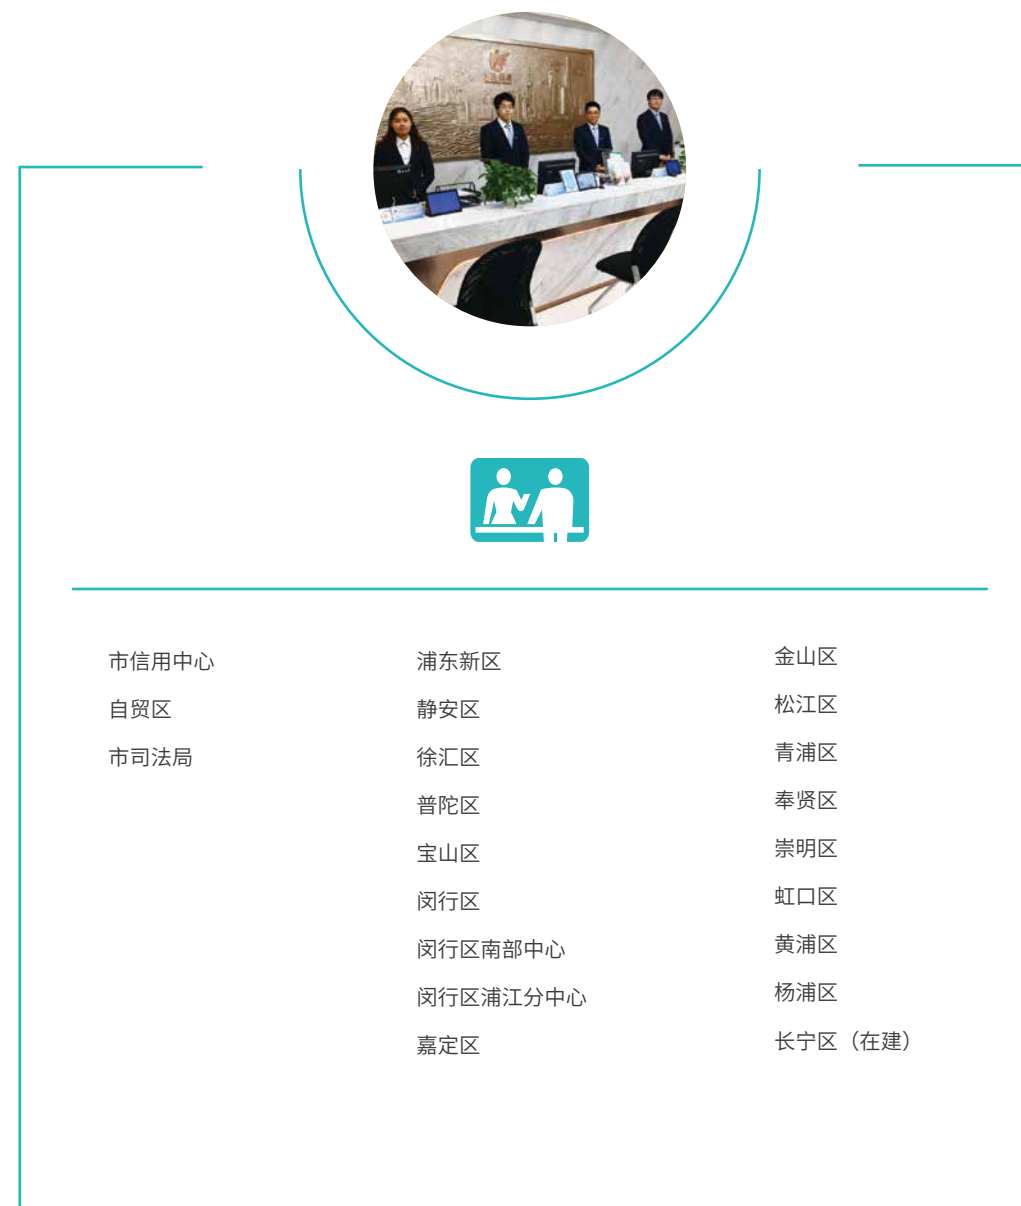 市信用中心
自贸区
市司法局
浦东新区
静安区
徐汇区
普陀区
宝山区
闵行区
闵行区南部中心
闵行区浦江分中心
嘉定区
金山区
松江区
青浦区
奉贤区
崇明区
虹口区
黄浦区
杨浦区
长宁区（在建）